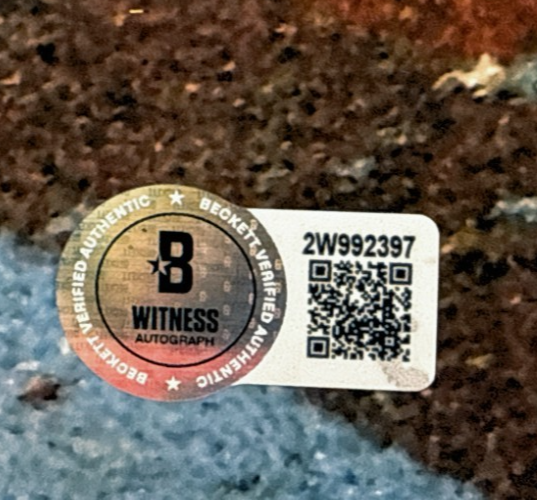 BECKETT VERIFIED AUTHENTIC ★ BECKETT VERIFIED AUTHENTIC ★
B
WITNESS
AUTOGRAPH
2W992397